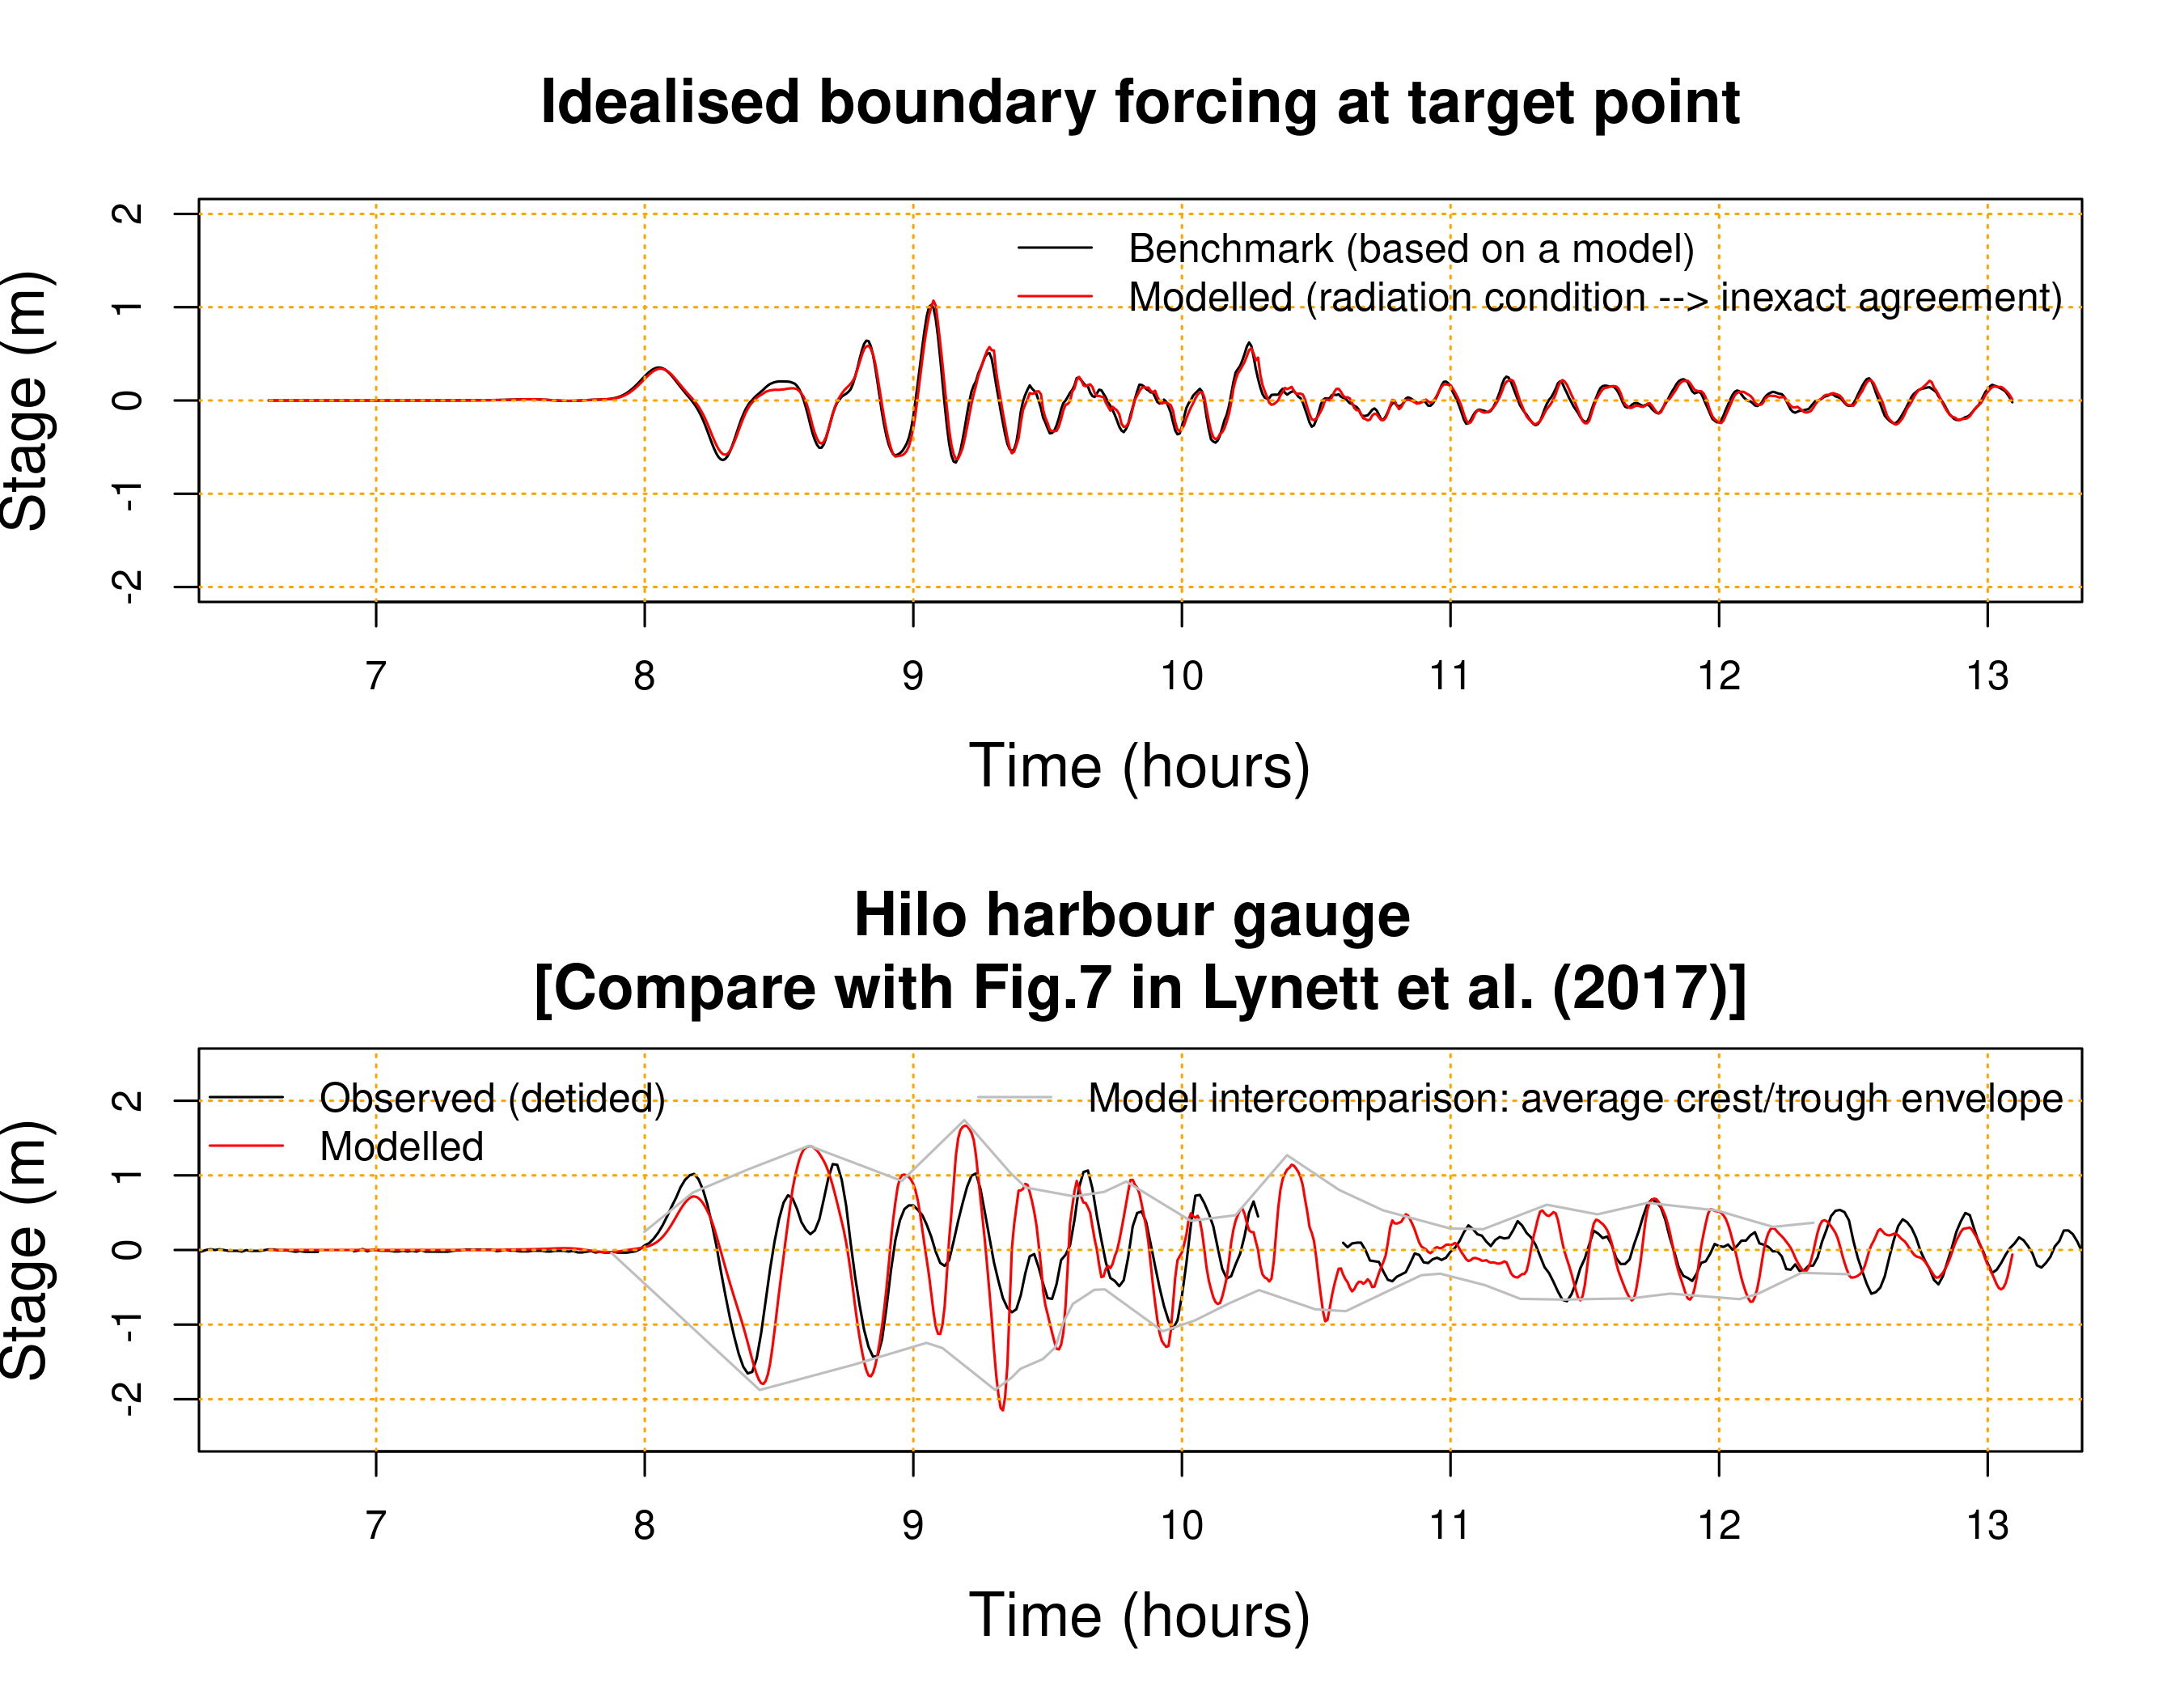 Idealised boundary forcing at target point
Stage (m)
2
1
0
-1
-2
Benchmark (based on a model)
Modelled (radiation condition --> inexact agreement)
7 8 9 10 11 12 13
Time (hours)
Hilo harbour gauge
[Compare with Fig.7 in Lynett et al. (2017)]
Stage (m)
2
1
0
-1
-2
Observed (detided)
Modelled
Model intercomparison: average crest/trough envelope
7 8 9 10 11 12 13
Time (hours)